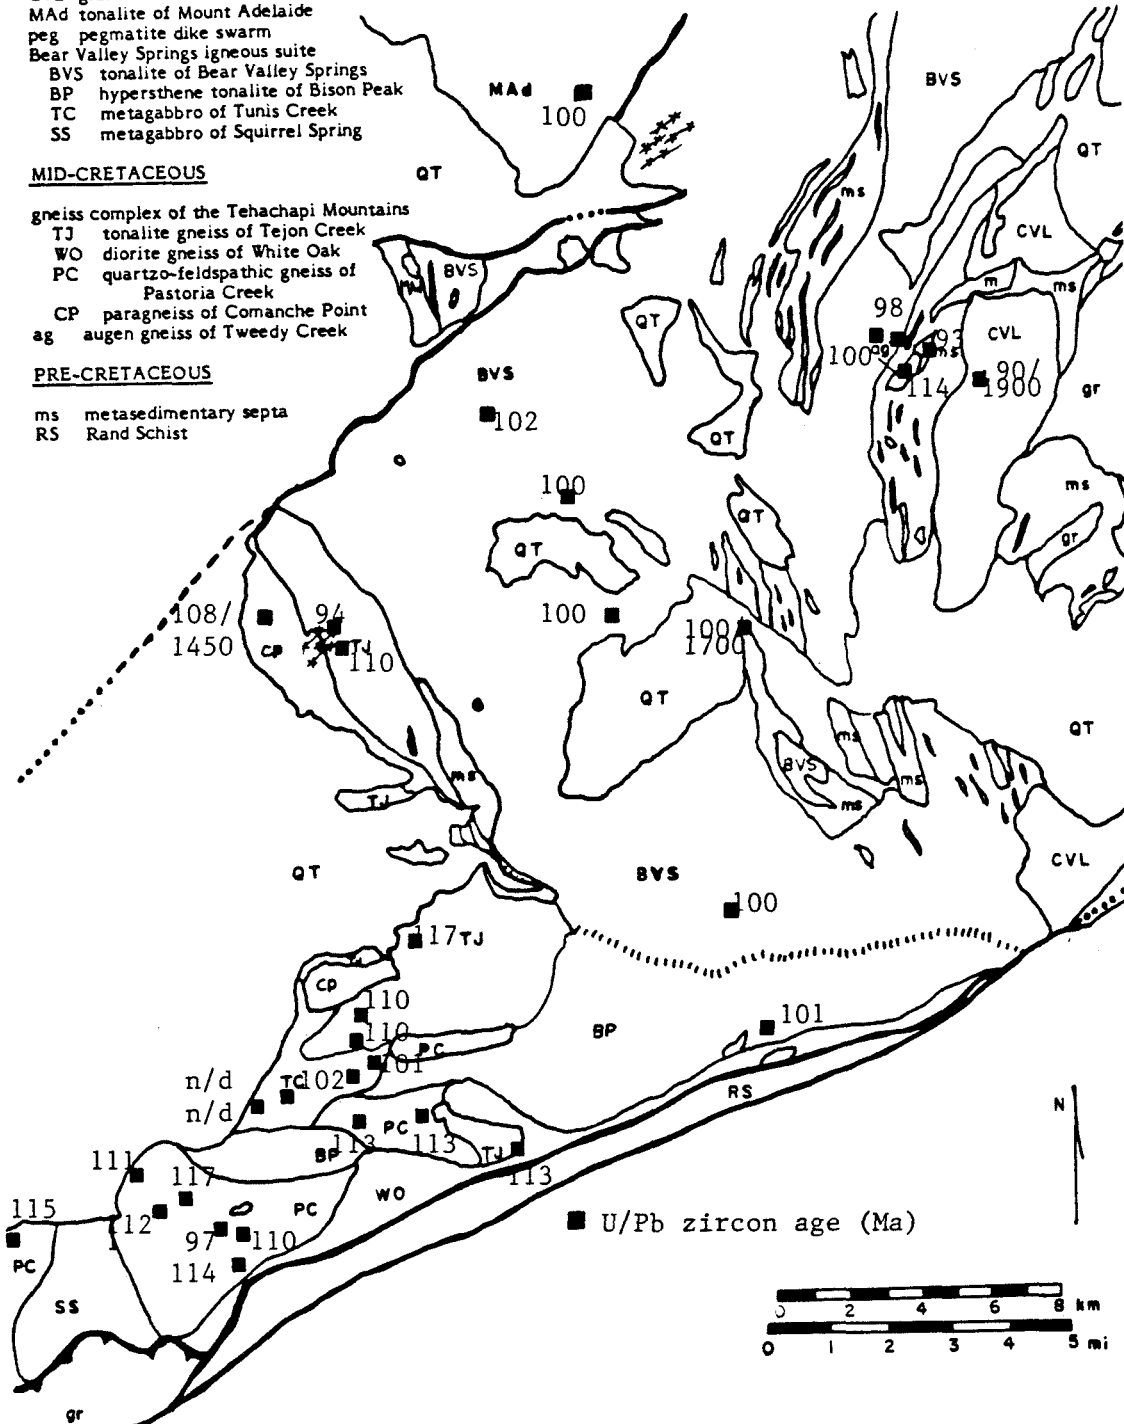 MAd tonalite of Mount Adelaide
peg pegmatite dike swarm
Bear Valley Springs igneous suite
BVS tonalite of Bear Valley Springs
BP hypersthene tonalite of Bison Peak
TC metagabbro of Tunis Creek
SS metagabbro of Squirrel Spring
MID-CRETACEOUS
gneiss complex of the Tehachapi Mountains
TJ tonalite gneiss of Tejon Creek
WO diorite gneiss of White Oak
PC quartzo-feldspathic gneiss of
Pastoria Creek
CP paragneiss of Comanche Point
ag augen gneiss of Tweedy Creek
PRE-CRETACEOUS
ms metasedimentary septa
RS Rand Schist
MAd
100
BVS
QT
QT
ms
CVL
BVS
m
ms
QT
98
93
CVL
100
ag
ms
114
90/
1900
gr
BVS
102
QT
ms
100
QT
QT
gr
108/
1450
94
CP
TJ
110
100
100/
1700
QT
QT
ms
BVS
ms
ms
ms
TJ
QT
BVS
CVL
100
117 TJ
CP
110
110
PC
101
BP
101
n/d
TC
102
n/d
RS
N
PC
113
113
BP
TJ
113
111
117
WO
115
112
PC
97
110
PC
114
SS
gr
U/Pb zircon age (Ma)
0 2 4 6 8 km
0 1 2 3 4 5 mi